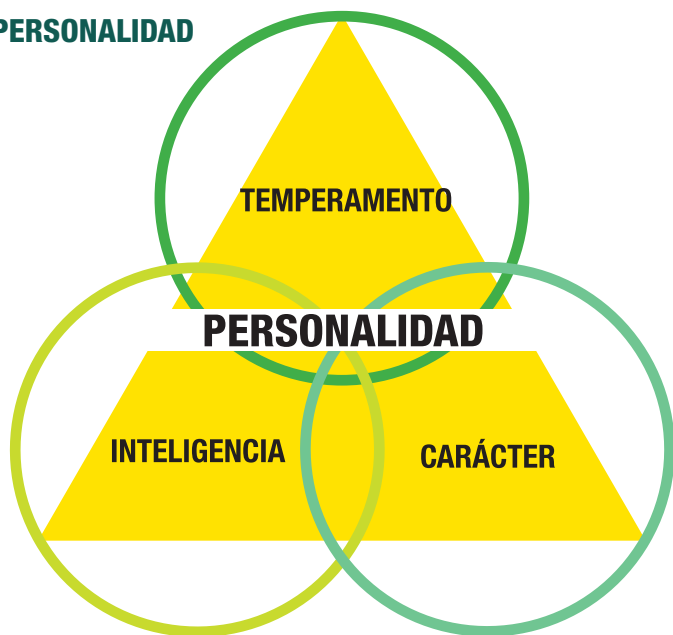 PERSONALIDAD
TEMPERAMENTO
PERSONALIDAD
INTELIGENCIA
CARÁCTER